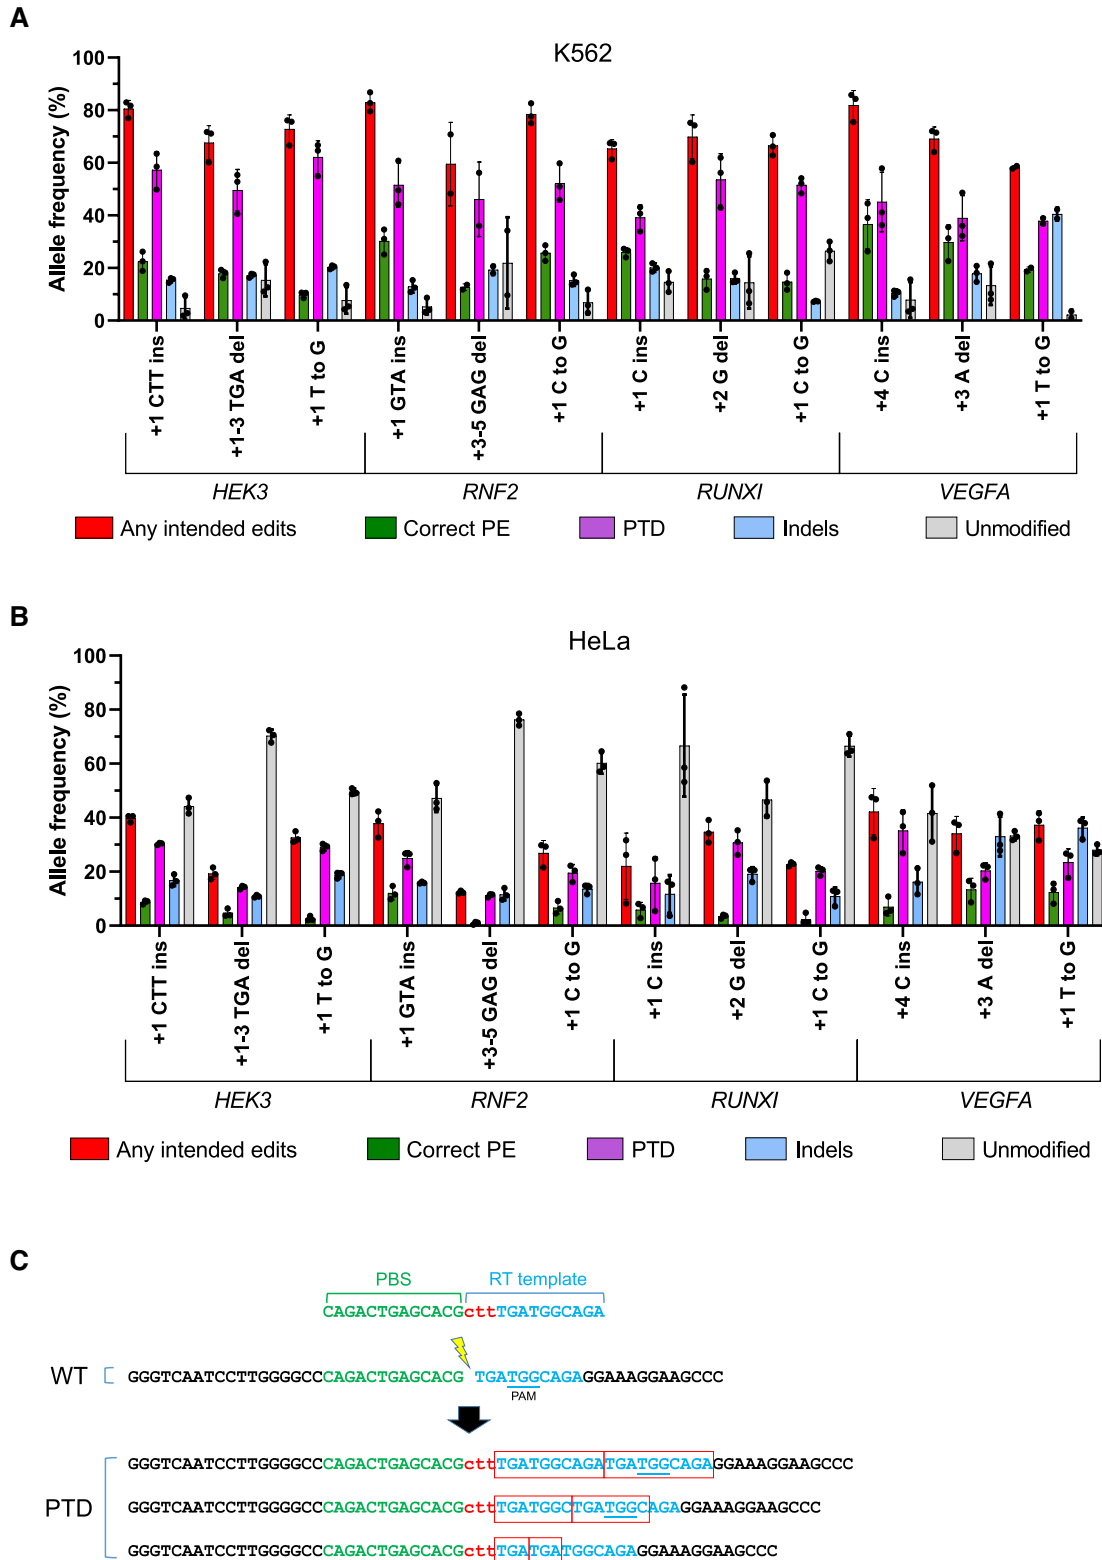 A
K562
Allele frequency (%)
100
80
60
40
20
0
+1 CTT ins
+1-3 TGA del
+1 T to G
+1 GTA ins
+3-5 GAG del
+1 C to G
+1 C ins
+2 G del
+1 C to G
+4 C ins
+3 A del
+1 T to G
HEK3 RNF2 RUNXI VEGFA
Any intended edits Correct PE PTD Indels Unmodified
B
HeLa
Allele frequency (%)
100
80
60
40
20
0
+1 CTT ins
+1-3 TGA del
+1 T to G
+1 GTA ins
+3-5 GAG del
+1 C to G
+1 C ins
+2 G del
+1 C to G
+4 C ins
+3 A del
+1 T to G
HEK3 RNF2 RUNXI VEGFA
Any intended edits Correct PE PTD Indels Unmodified
C
PBS RT template
CAGACTGAGCACGcttTGATGGCAGA
WT GGGTCAATCCTTGGGGCCCAGACTGAGCACG TGATGGCAGAGGAAAGGAAGCCC
PAM
PTD
GGGTCAATCCTTGGGGCCCAGACTGAGCACGcttTGATGGCAGATGATGGCAGAGGAAAGGAAGCCC
GGGTCAATCCTTGGGGCCCAGACTGAGCACGcttTGATGGCTGATGGCAGAGGAAAGGAAGCCC
GGGTCAATCCTTGGGGCCCAGACTGAGCACGcttTGATGATGGCAGAGGAAAGGAAGCCC